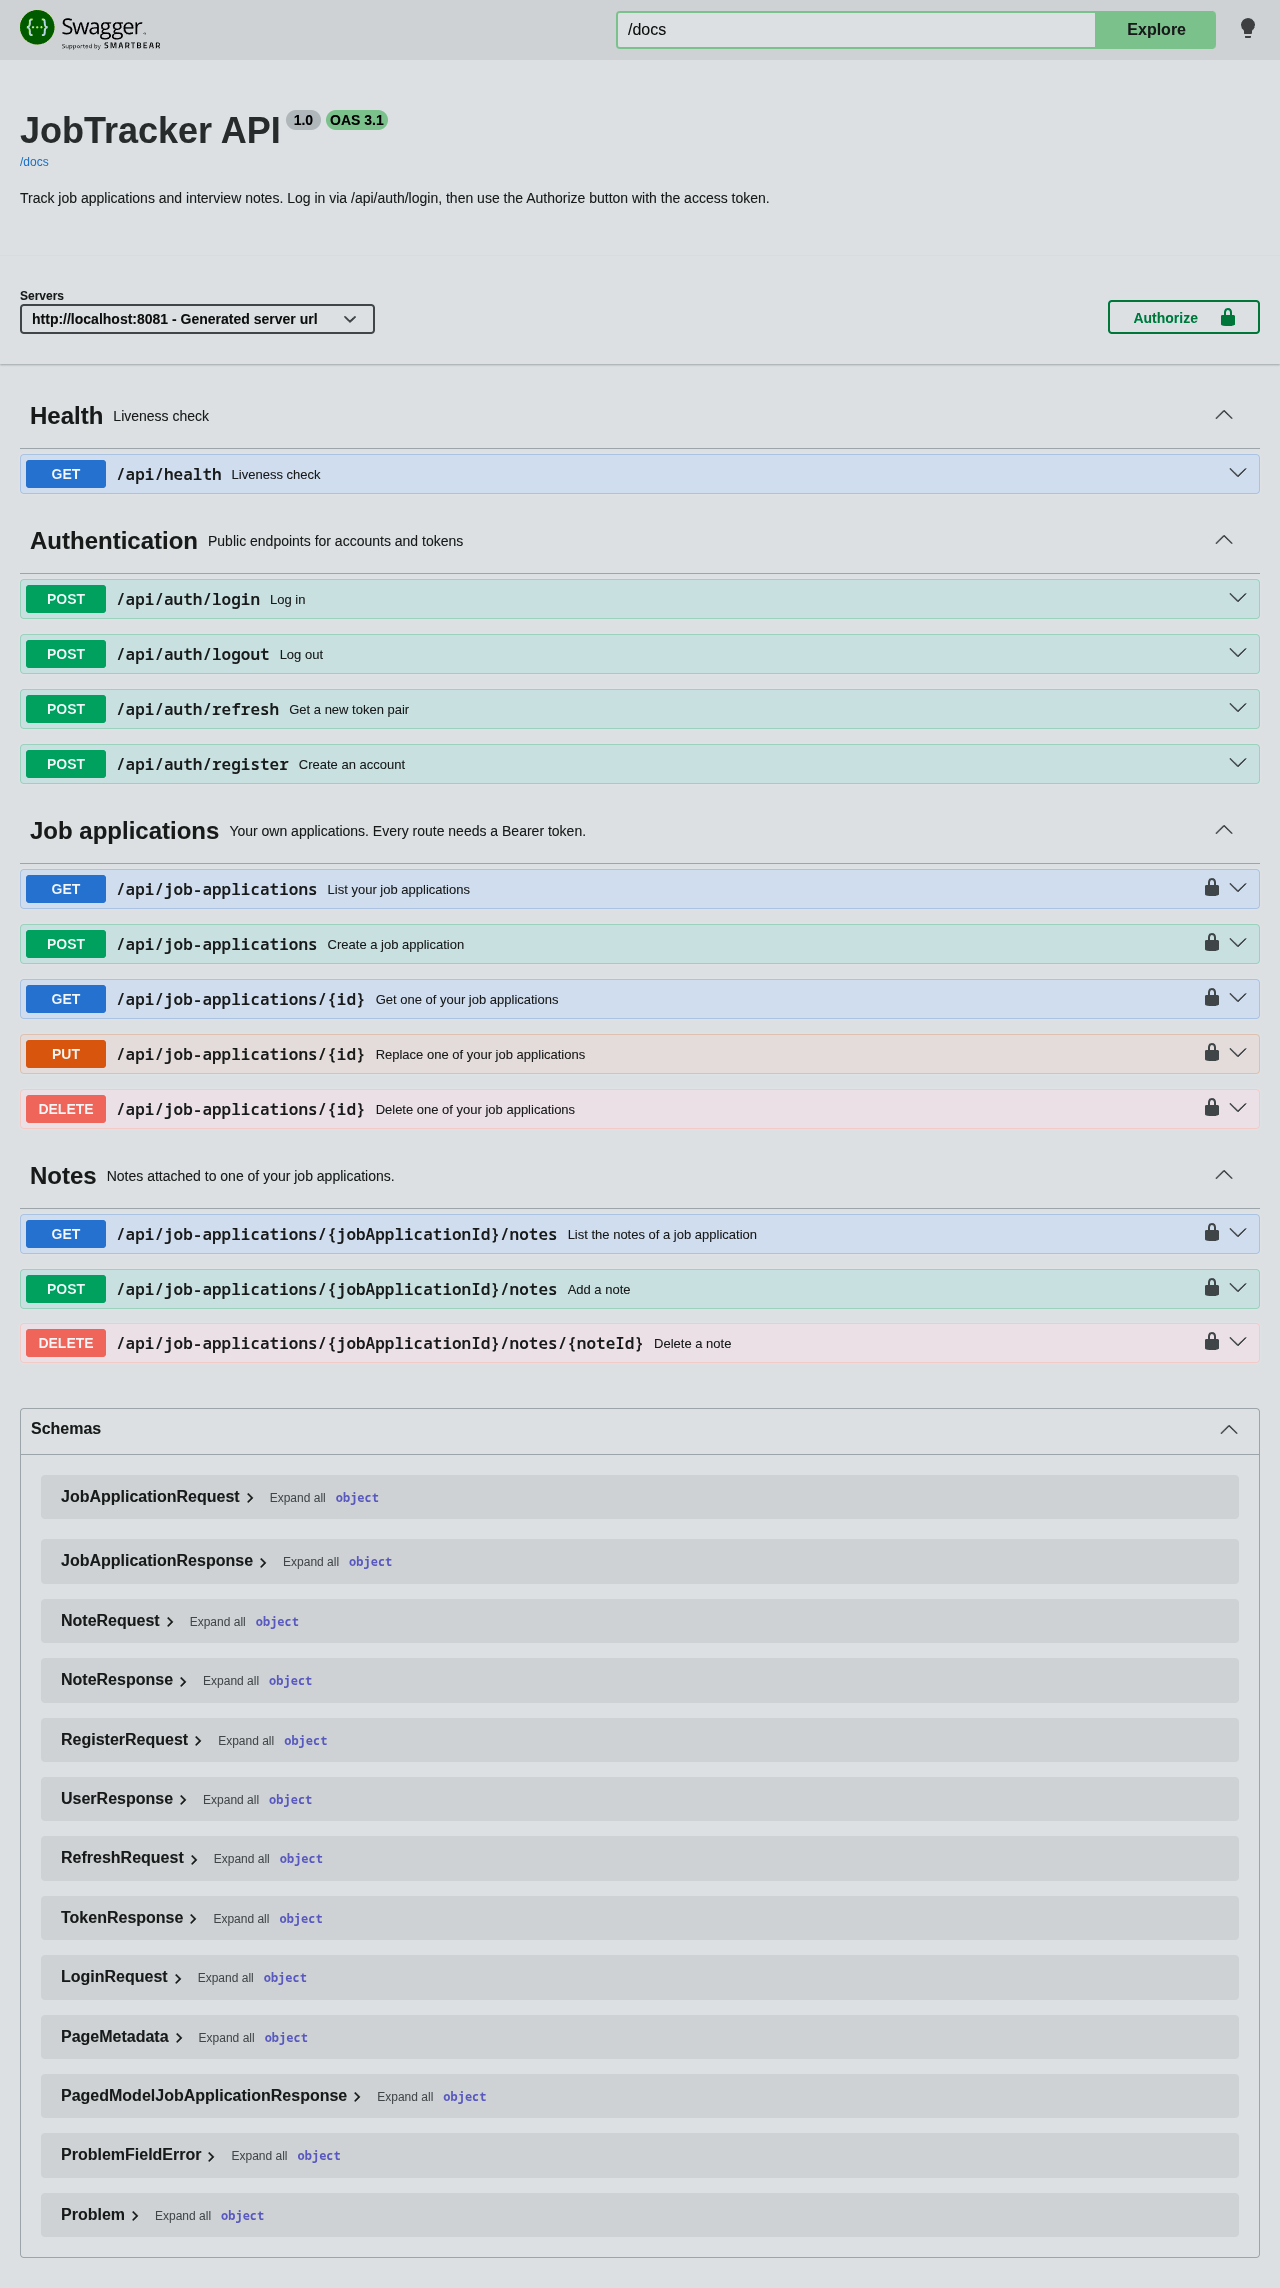 Swagger
Supported by SMARTBEAR
/docs
Explore
JobTracker API 1.0 OAS 3.1
/docs
Track job applications and interview notes. Log in via /api/auth/login, then use the Authorize button with the access token.
Servers
http://localhost:8081 - Generated server url
Authorize
Health Liveness check
GET /api/health Liveness check
Authentication Public endpoints for accounts and tokens
POST /api/auth/login Log in
POST /api/auth/logout Log out
POST /api/auth/refresh Get a new token pair
POST /api/auth/register Create an account
Job applications Your own applications. Every route needs a Bearer token.
GET /api/job-applications List your job applications
POST /api/job-applications Create a job application
GET /api/job-applications/{id} Get one of your job applications
PUT /api/job-applications/{id} Replace one of your job applications
DELETE /api/job-applications/{id} Delete one of your job applications
Notes Notes attached to one of your job applications.
GET /api/job-applications/{jobApplicationId}/notes List the notes of a job application
POST /api/job-applications/{jobApplicationId}/notes Add a note
DELETE /api/job-applications/{jobApplicationId}/notes/{noteId} Delete a note
Schemas
JobApplicationRequest Expand all object
JobApplicationResponse Expand all object
NoteRequest Expand all object
NoteResponse Expand all object
RegisterRequest Expand all object
UserResponse Expand all object
RefreshRequest Expand all object
TokenResponse Expand all object
LoginRequest Expand all object
PageMetadata Expand all object
PagedModelJobApplicationResponse Expand all object
ProblemFieldError Expand all object
Problem Expand all object